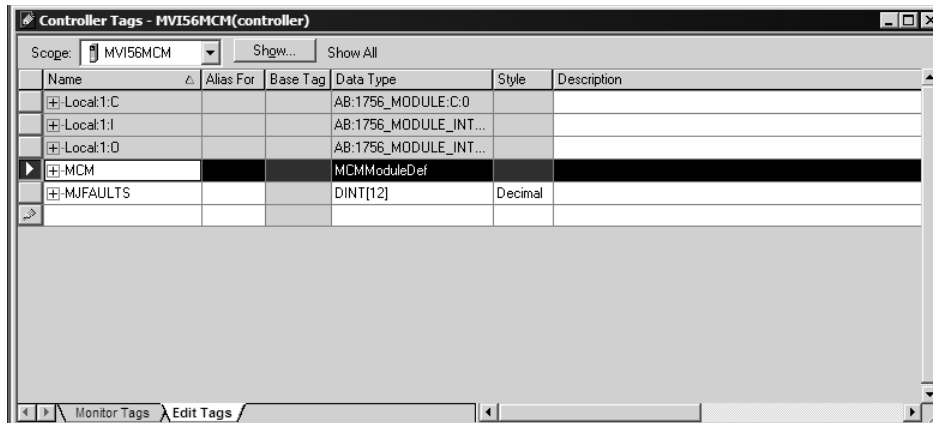 Controller Tags - MVI56MCM(controller)
Scope: MVI56MCM Show... Show All
Name Alias For Base Tag Data Type Style Description
Local:1:C AB:1756_MODULE:C:0
Local:1:I AB:1756_MODULE_INT...
Local:1:O AB:1756_MODULE_INT...
MCM MCMModuleDef
MJFAULTS DINT[12] Decimal
Monitor Tags Edit Tags